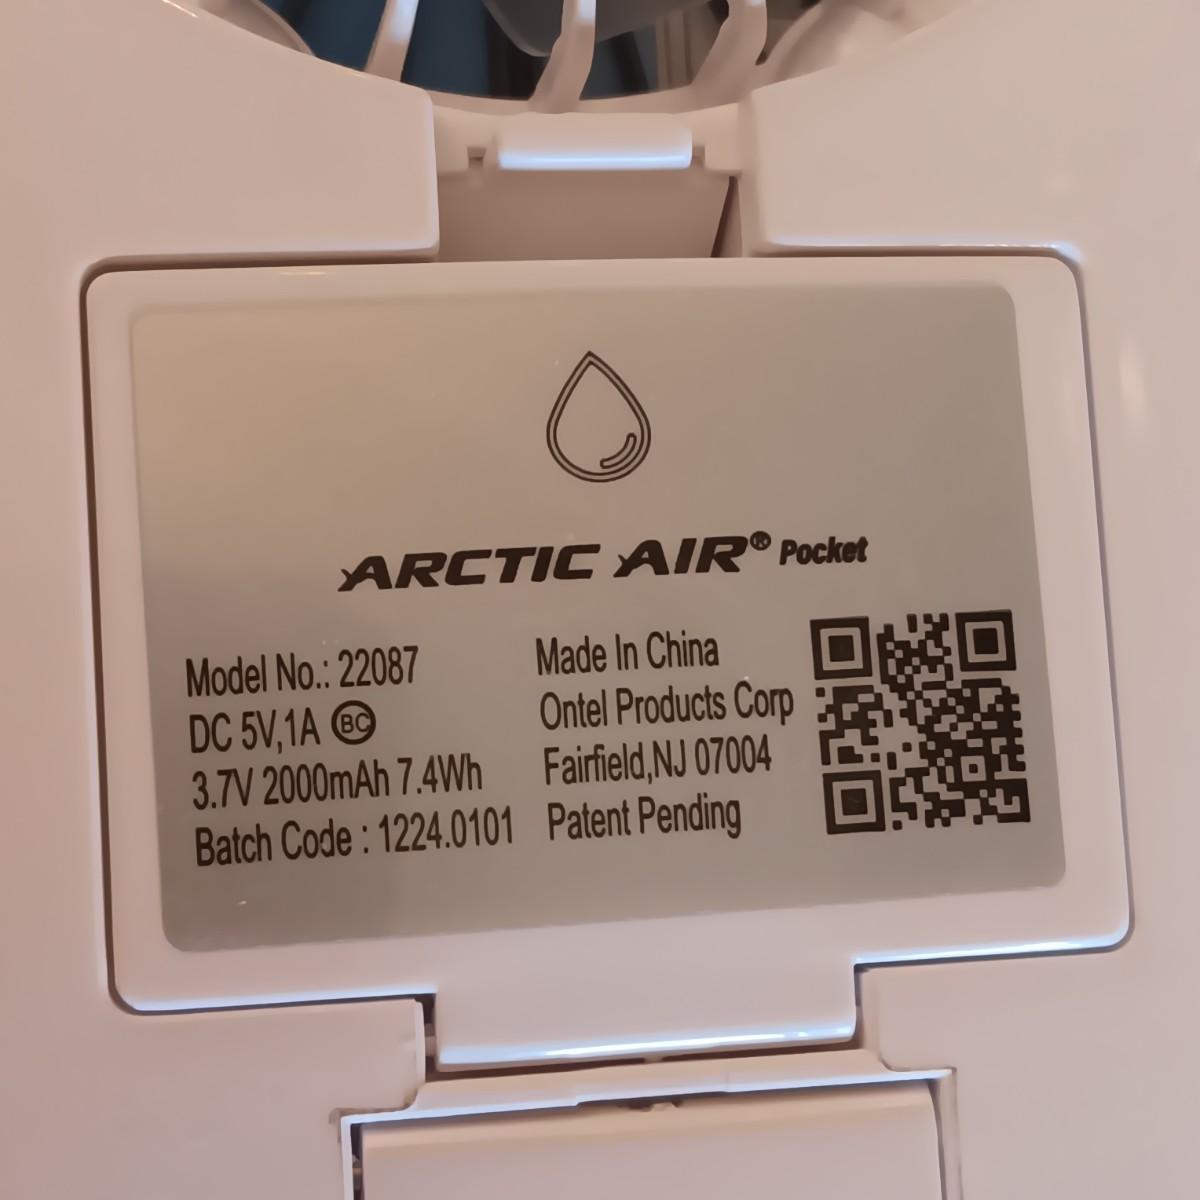 ARCTIC AIR® Pocket
Model No.: 22087
DC 5V,1A BC
3.7V 2000mAh 7.4Wh
Batch Code : 1224.0101
Made In China
Ontel Products Corp
Fairfield,NJ 07004
Patent Pending